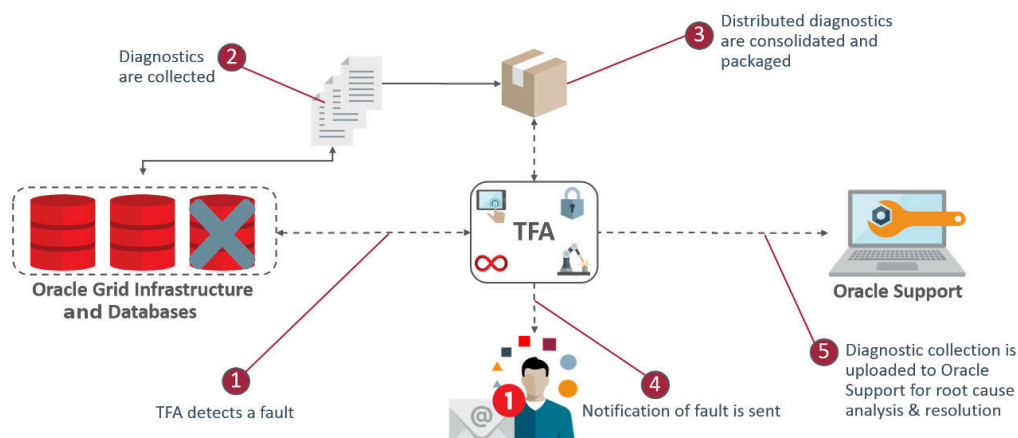 Diagnostics
are collected
2
3
Distributed diagnostics
are consolidated and
packaged
TFA
Oracle Grid Infrastructure
and Databases
Oracle Support
1
TFA detects a fault
@
1
4
Notification of fault is sent
5
Diagnostic collection is
uploaded to Oracle
Support for root cause
analysis & resolution